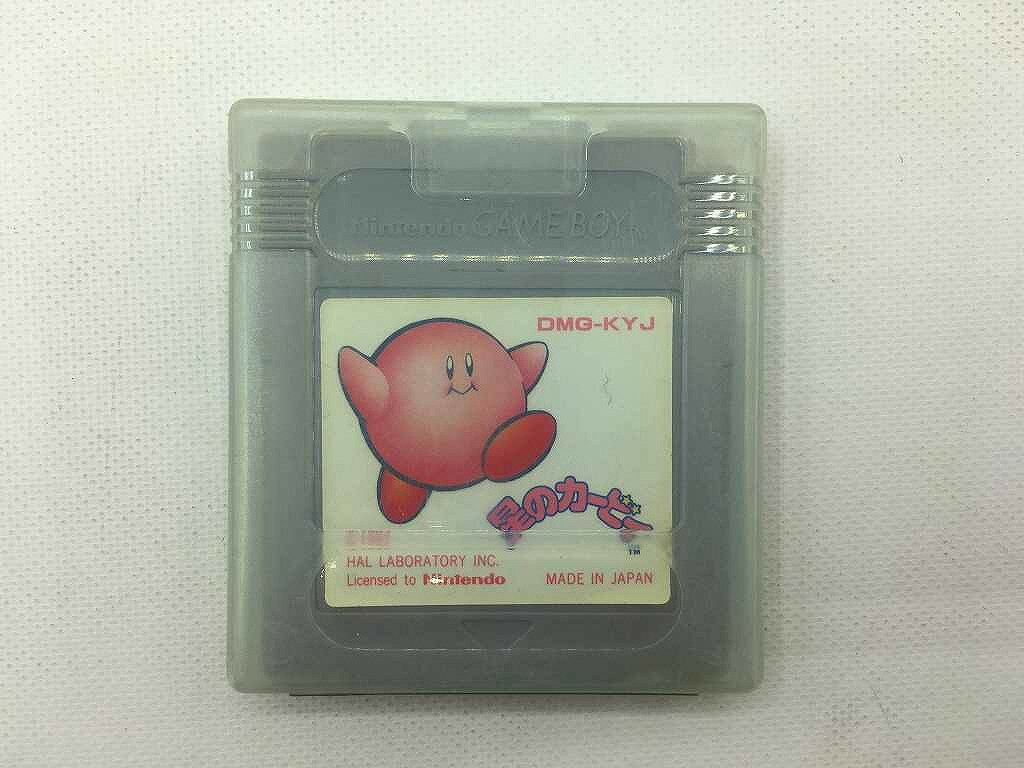 Nintendo GAME BOY
DMG-KYJ
星のカービィ
TM
HAL LABORATORY INC.
Licensed to Nintendo MADE IN JAPAN